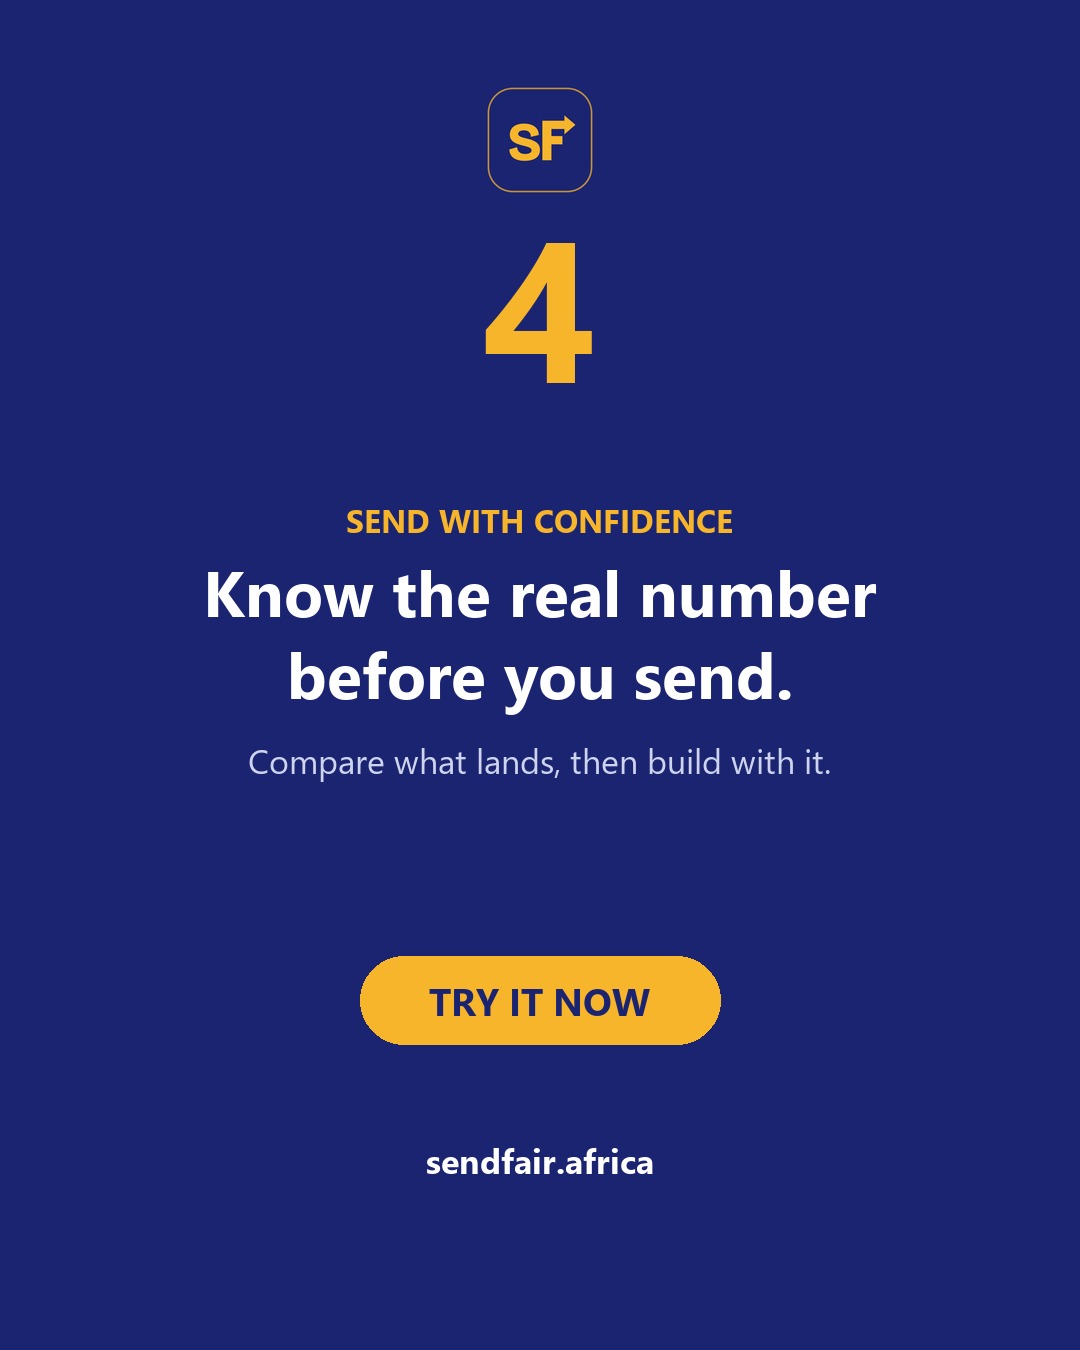 SF
4
SEND WITH CONFIDENCE
Know the real number
before you send.
Compare what lands, then build with it.
TRY IT NOW
sendfair.africa